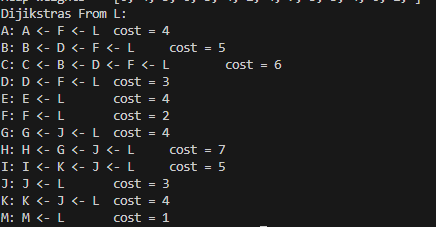 Dijikstras From L:
A: A <- F <- L cost = 4
B: B <- D <- F <- L cost = 5
C: C <- B <- D <- F <- L cost = 6
D: D <- F <- L cost = 3
E: E <- L cost = 4
F: F <- L cost = 2
G: G <- J <- L cost = 4
H: H <- G <- J <- L cost = 7
I: I <- K <- J <- L cost = 5
J: J <- L cost = 3
K: K <- J <- L cost = 4
M: M <- L cost = 1